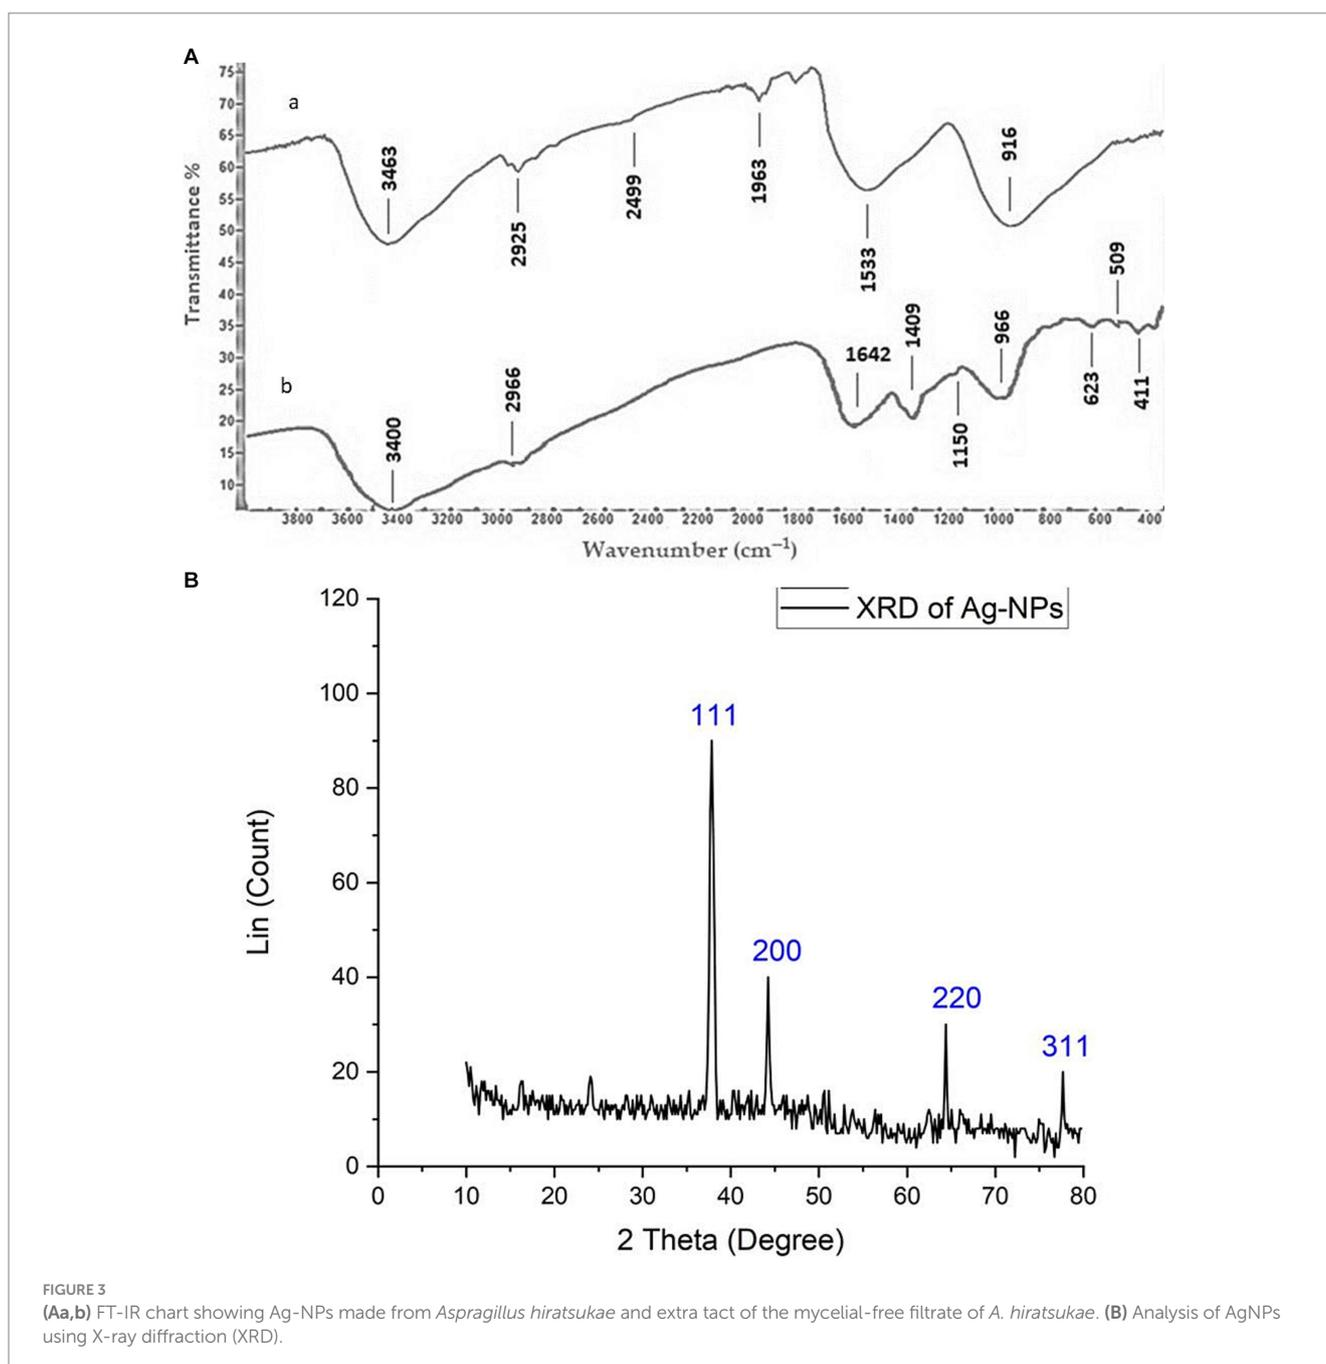 A
a
b
Transmittance %
75
70
65
60
55
50
45
40
35
30
25
20
15
10
3463
2925
2499
1963
1533
916
3400
2966
1642
1409
1150
966
623
509
411
3800 3600 3400 3200 3000 2800 2600 2400 2200 2000 1800 1600 1400 1200 1000 800 600 400
Wavenumber (cm⁻¹)
B
XRD of Ag-NPs
Lin (Count)
120
100
80
60
40
20
0
111
200
220
311
0 10 20 30 40 50 60 70 80
2 Theta (Degree)
FIGURE 3
(Aa,b) FT-IR chart showing Ag-NPs made from Aspragillus hiratsukae and extra tact of the mycelial-free filtrate of A. hiratsukae. (B) Analysis of AgNPs
using X-ray diffraction (XRD).